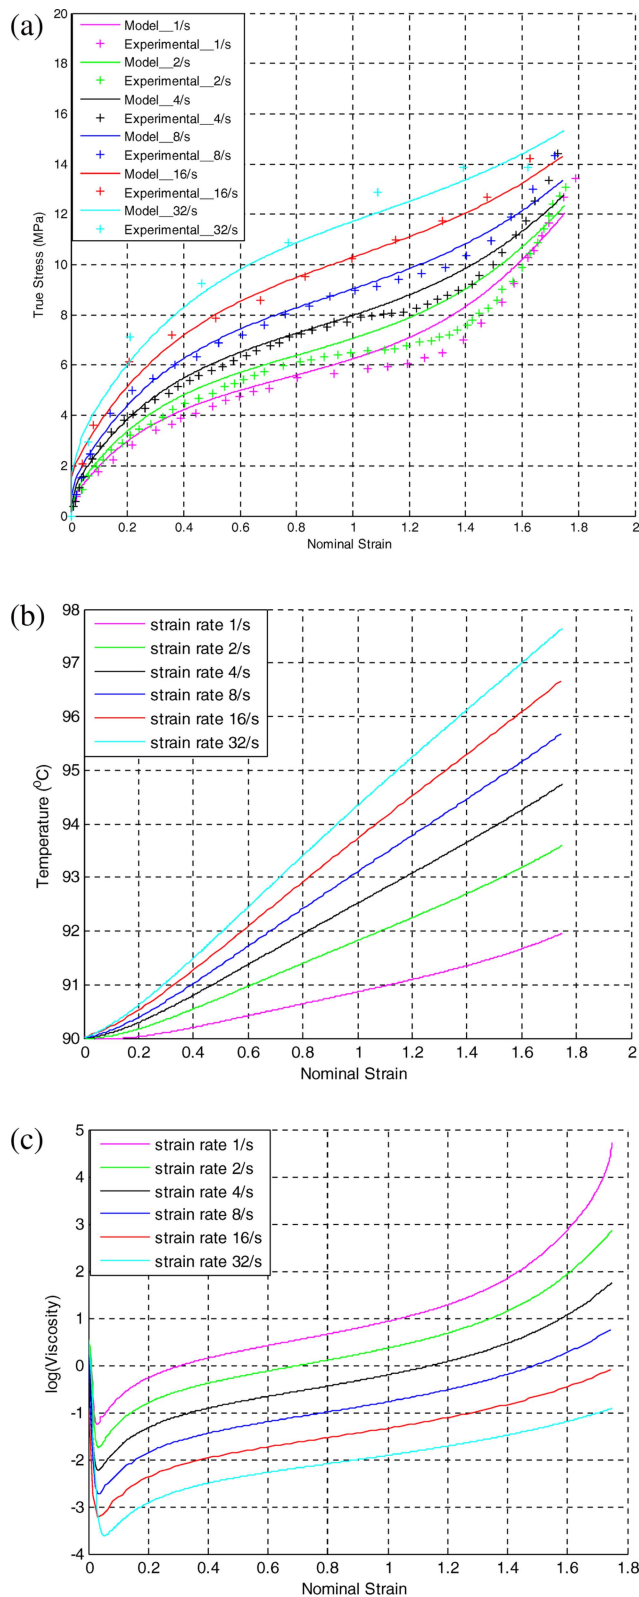 (a)
Model__1/s
Experimental__1/s
Model__2/s
Experimental__2/s
Model__4/s
Experimental__4/s
Model__8/s
Experimental__8/s
Model__16/s
Experimental__16/s
Model__32/s
Experimental__32/s
True Stress (MPa)
20
18
16
14
12
10
8
6
4
2
0
0 0.2 0.4 0.6 0.8 1 1.2 1.4 1.6 1.8 2
Nominal Strain
(b)
strain rate 1/s
strain rate 2/s
strain rate 4/s
strain rate 8/s
strain rate 16/s
strain rate 32/s
Temperature (⁰C)
98
97
96
95
94
93
92
91
90
0 0.2 0.4 0.6 0.8 1 1.2 1.4 1.6 1.8 2
Nominal Strain
(c)
strain rate 1/s
strain rate 2/s
strain rate 4/s
strain rate 8/s
strain rate 16/s
strain rate 32/s
log(Viscosity)
5
4
3
2
1
0
-1
-2
-3
-4
0 0.2 0.4 0.6 0.8 1 1.2 1.4 1.6 1.8
Nominal Strain